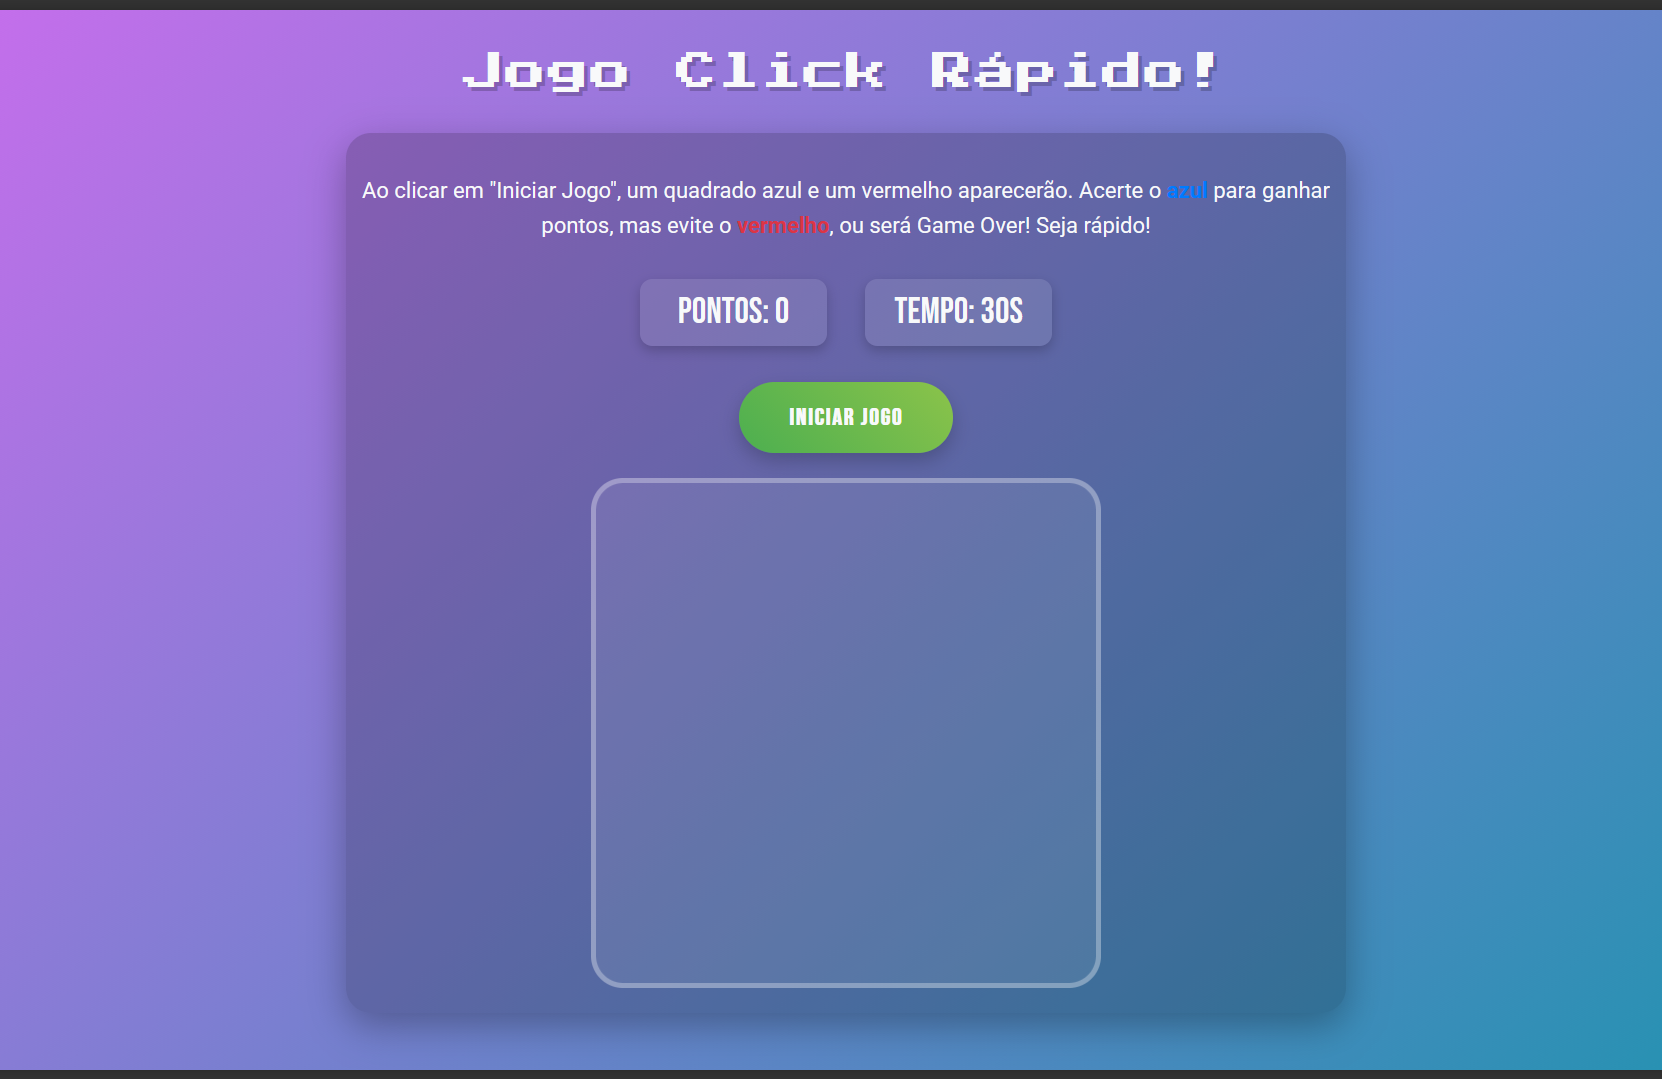 Jogo Click Rápido!
Ao clicar em "Iniciar Jogo", um quadrado azul e um vermelho aparecerão. Acerte o azul para ganhar
pontos, mas evite o vermelho, ou será Game Over! Seja rápido!
PONTOS: 0
TEMPO: 30S
INICIAR JOGO